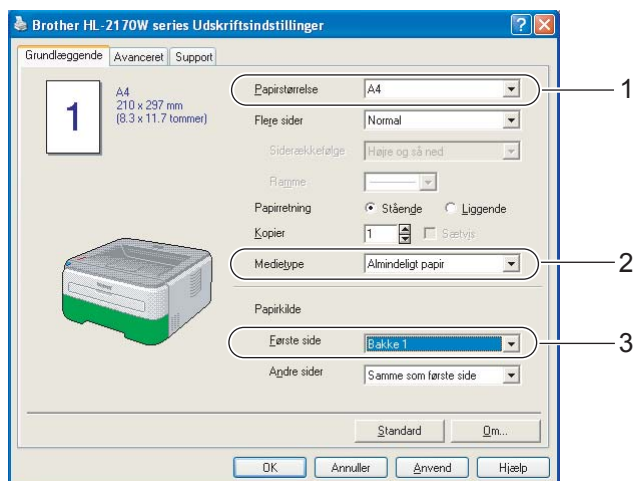 Brother HL-2170W series Udskriftsindstillinger
Grundlæggende Avanceret Support
1
A4
210 x 297 mm
(8.3 x 11.7 tommer)
Papirstørrelse A4 1
Flere sider Normal
Siderækkefølge Højre og så ned
Ramme
Papirretning Stående Liggende
Kopier 1 Sætvis
Medietype Almindeligt papir 2
Papirkilde
Første side Bakke 1 3
Andre sider Samme som første side
Standard Om...
OK Annuller Anvend Hjælp